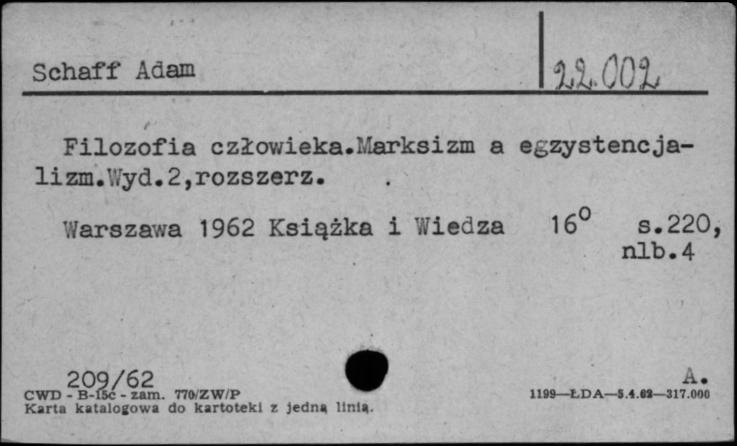 Schaff Adam
22.002
Filozofia człowieka.Marksizm a egzystencja-
lizm.Wyd.2,rozszerz.
Warszawa 1962 Książka i Wiedza 16° s.220,
nlb.4
209/62 A.
CWD - B-15c - zam. 770/ZW/P 1199—ŁDA—5.4.62—317.000
Karta katalogowa do kartoteki z jedną linią.